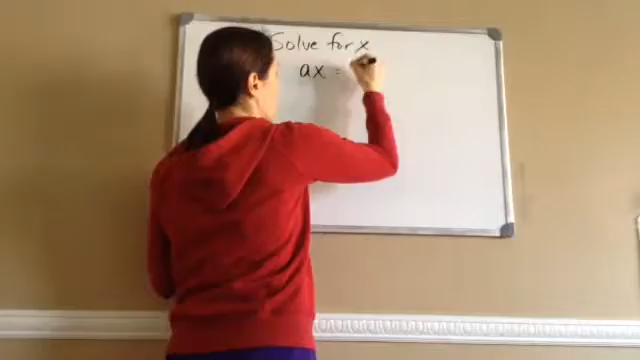 Solve for x
ax =